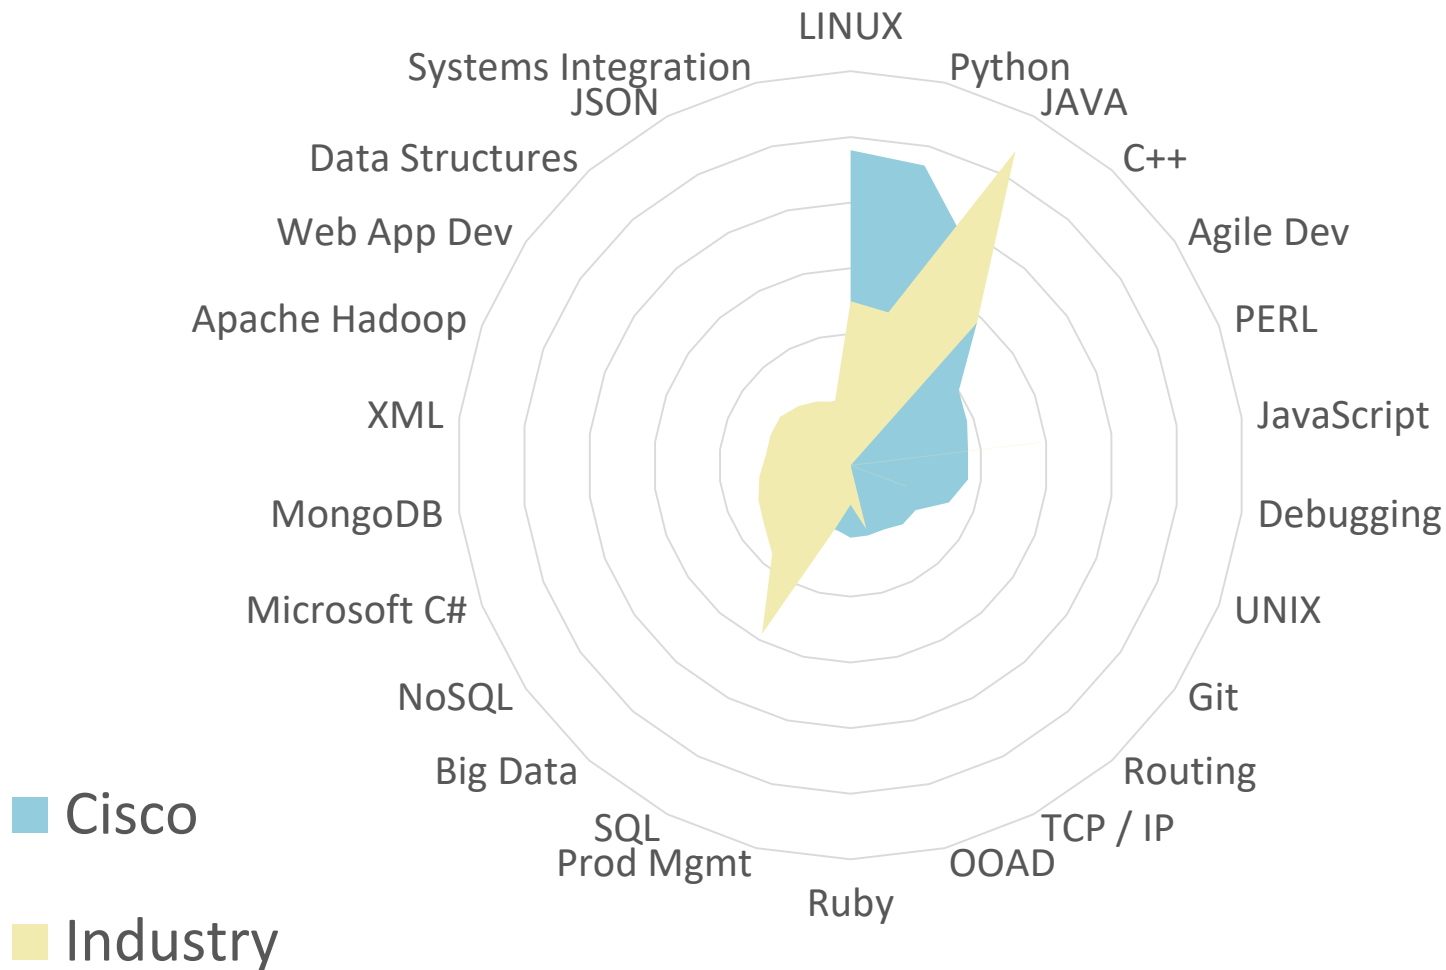 LINUX
Systems Integration
Python
JSON
JAVA
Data Structures
C++
Web App Dev
Agile Dev
Apache Hadoop
PERL
XML
JavaScript
MongoDB
Debugging
Microsoft C#
UNIX
NoSQL
Git
Big Data
Routing
SQL
TCP / IP
Prod Mgmt
OOAD
Ruby
Cisco
Industry